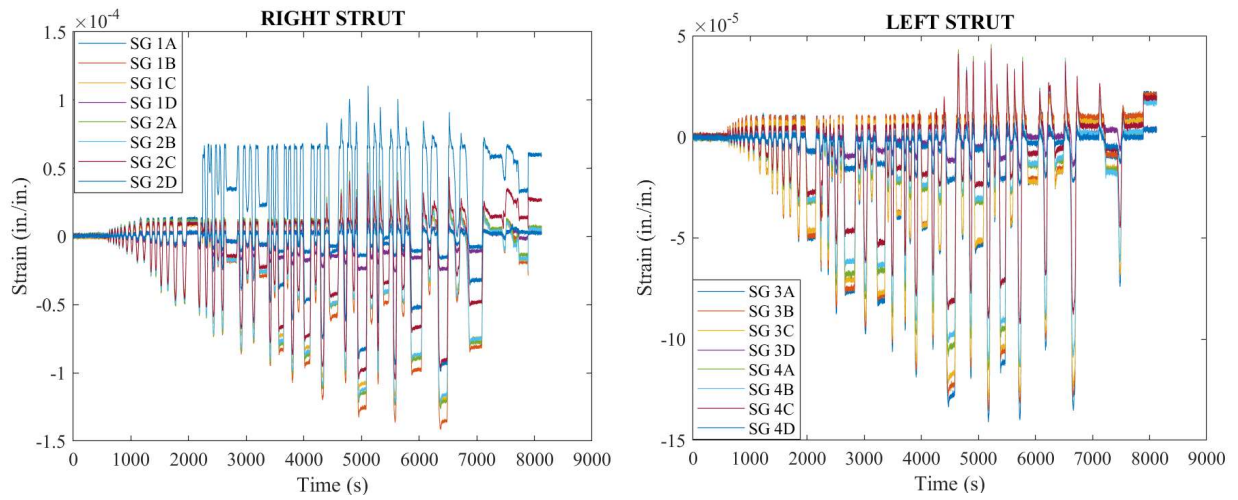 RIGHT STRUT
×10⁻⁴
1.5
1
0.5
0
-0.5
-1
-1.5
Strain (in./in.)
SG 1A
SG 1B
SG 1C
SG 1D
SG 2A
SG 2B
SG 2C
SG 2D
0 1000 2000 3000 4000 5000 6000 7000 8000 9000
Time (s)
LEFT STRUT
×10⁻⁵
5
0
-5
-10
-15
Strain (in./in.)
SG 3A
SG 3B
SG 3C
SG 3D
SG 4A
SG 4B
SG 4C
SG 4D
0 1000 2000 3000 4000 5000 6000 7000 8000 9000
Time (s)